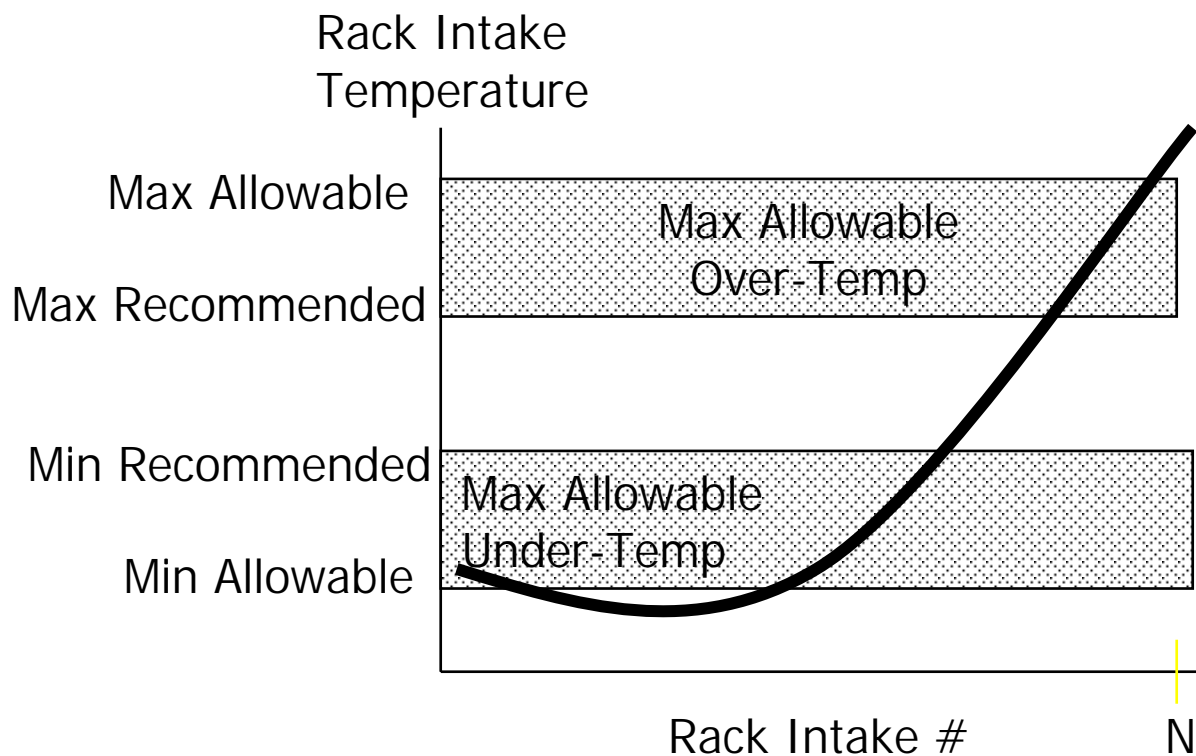 Rack Intake
Temperature
Max Allowable
Max Allowable
Over-Temp
Max Recommended
Min Recommended
Max Allowable
Under-Temp
Min Allowable
Rack Intake #
N